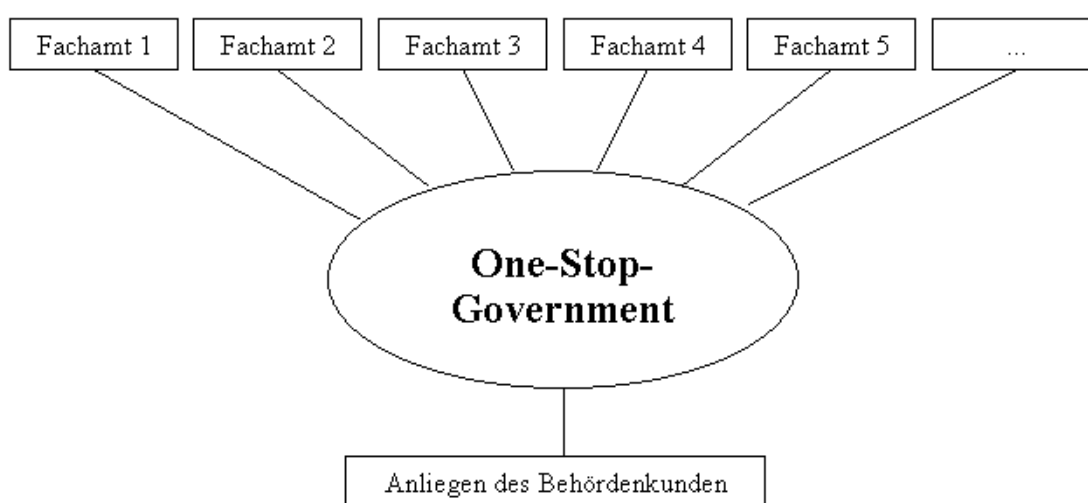 Fachamt 1
Fachamt 2
Fachamt 3
Fachamt 4
Fachamt 5
...
One-Stop-
Government
Anliegen des Behördenkunden